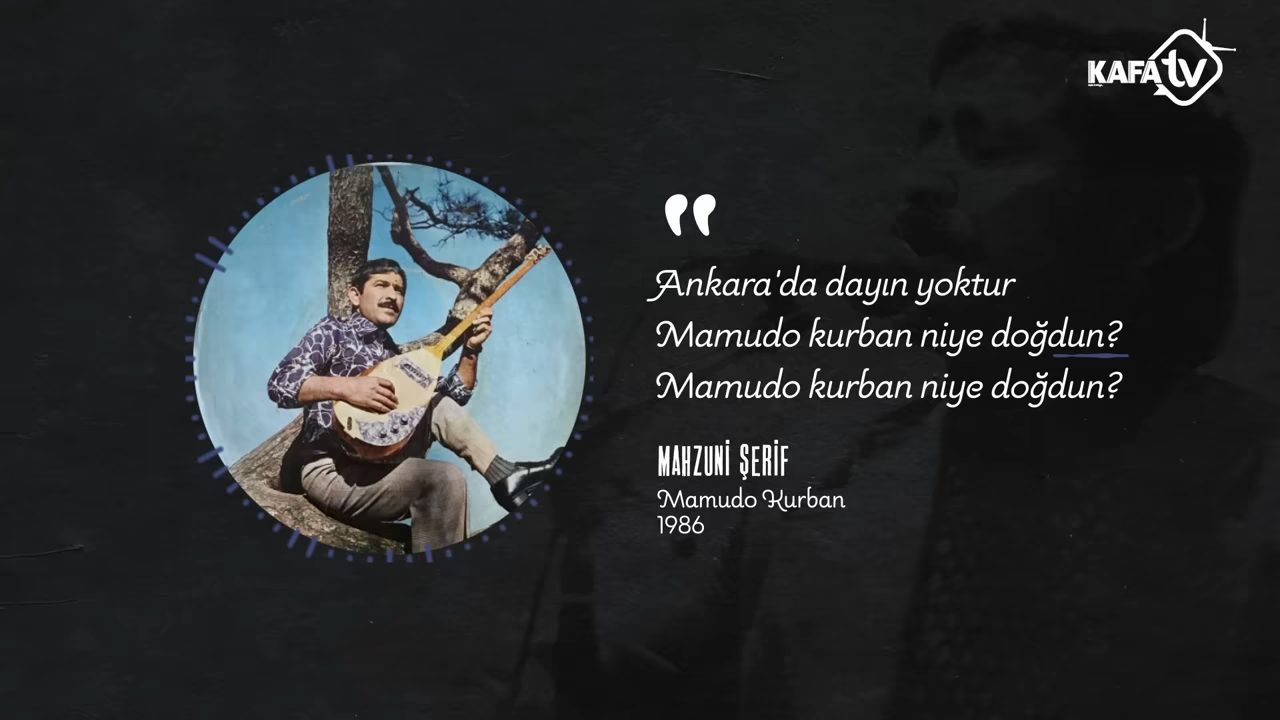 KAFA tv
Ankara'da dayın yoktur
Mamudo kurban niye doğdun?
Mamudo kurban niye doğdun?
MAHZUNİ ŞERİF
Mamudo Kurban
1986